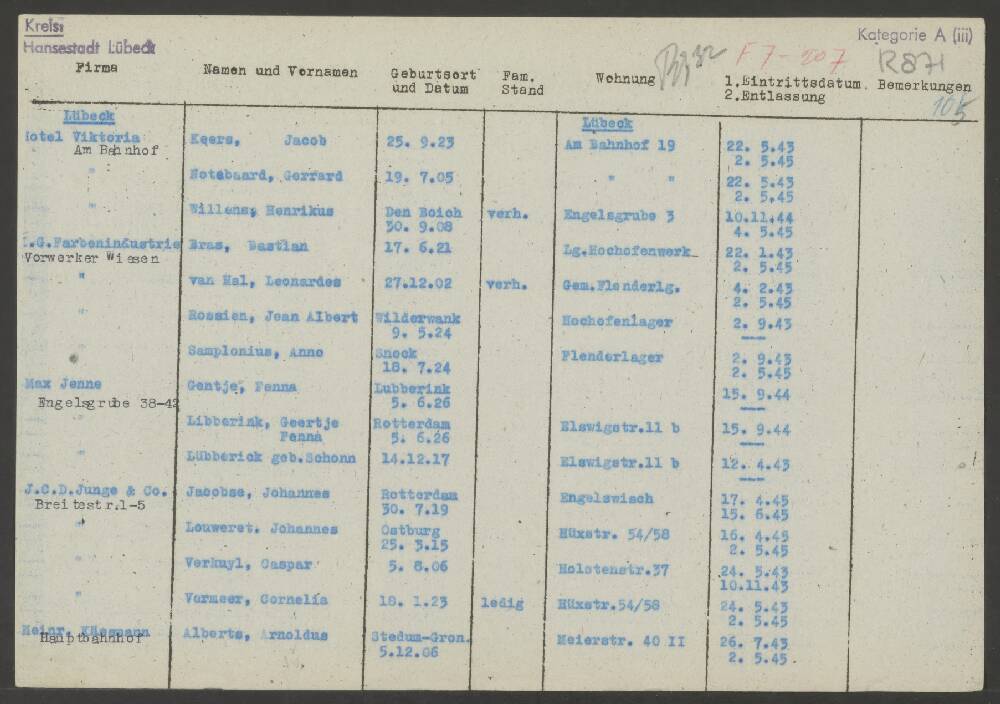 Kreis:
Hansestadt Lübeck
Kategorie A (iii)
F 7-207
R871
105
Firma Namen und Vornamen Geburtsort und Datum Fam. Stand Wohnung 1.Eintrittsdatum 2.Entlassung Bemerkungen
Lübeck Lübeck
Hotel Viktoria Keers, Jacob 25. 9.23 Am Bahnhof 19 22. 5.43
Am Bahnhof 2. 5.45
" Notebaard, Gerrard 19. 7.05 " " 22. 5.43
2. 5.45
" Willens, Henrikus Den Boich verh. Engelsgrube 3 10.11.44
30. 9.08 4. 5.45
I.G.Farbenindustrie Bras, Bastian 17. 6.21 Lg.Hochofenwerk 22. 1.43
Vorwerker Wiesen 2. 5.45
" van Hal, Leonardes 27.12.02 verh. Gem.Flenderlg. 4. 2.43
2. 5.45
" Rossien, Jean Albert Wilderwank Hochofenlager 2. 9.43
9. 5.24
" Samplonius, Anno Snock Flenderlager 2. 9.43
18. 7.24 2. 5.45
Max Jenne Gentje, Fenna Lubberink 15. 9.44
Engelsgrube 38-42 5. 6.26
" Libberink, Geertje Rotterdam Elswigstr.11 b 15. 9.44
Fenna 5. 6.26
" Lübberick geb.Schonn 14.12.17 Elswigstr.11 b 12. 4.43
J.C.D.Junge & Co. Jacobse, Johannes Rotterdam Engelswisch 17. 4.45
Breitestr.1-5 30. 7.19 15. 6.45
" Louweret. Johannes Ostburg Hüxstr. 54/58 16. 4.45
25. 3.15 2. 5.45
" Verkuyl, Caspar 5. 8.06 Holstenstr.37 24. 5.43
10.11.43
" Vermeer, Cornelia 18. 1.23 ledig Hüxstr.54/58 24. 5.43
2. 5.45
Heinr. Alberts, Arnoldus Stedum-Gron. Meierstr. 40 II 26. 7.43
Hauptbahnhof 5.12.06 2. 5.45